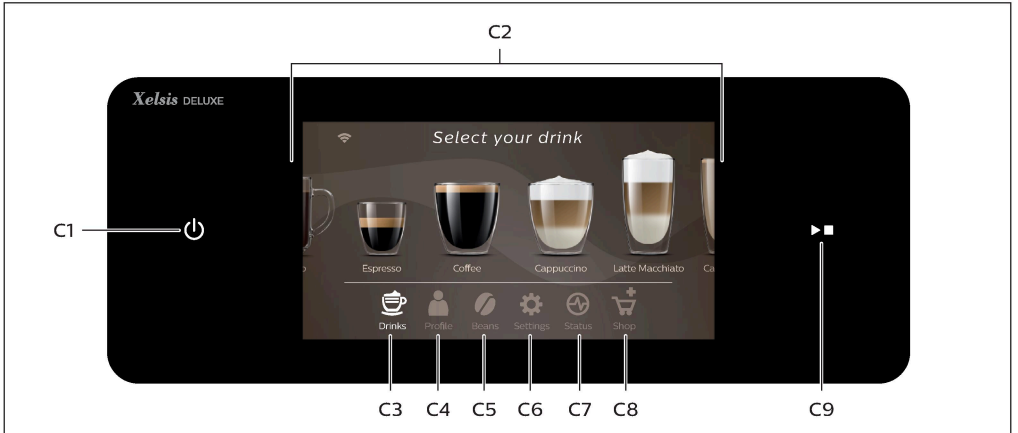 C2
Xelsis DELUXE
Select your drink
C1
Espresso Coffee Cappuccino Latte Macchiato Ca
Drinks Profile Beans Settings Status Shop
C3 C4 C5 C6 C7 C8 C9